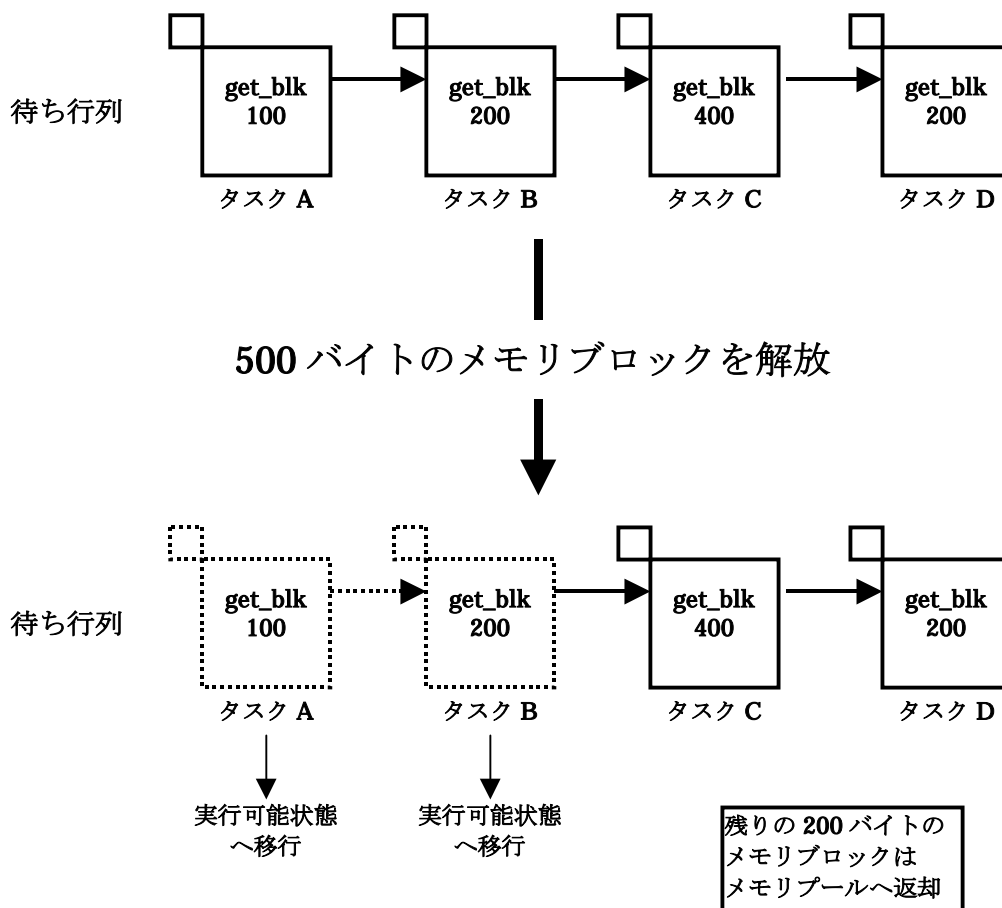 get_blk
100
get_blk
200
get_blk
400
get_blk
200
待ち行列
タスク A
タスク B
タスク C
タスク D
500 バイトのメモリブロックを解放
get_blk
100
get_blk
200
get_blk
400
get_blk
200
待ち行列
タスク A
タスク B
タスク C
タスク D
実行可能状態
へ移行
実行可能状態
へ移行
残りの 200 バイトの
メモリブロックは
メモリプールへ返却